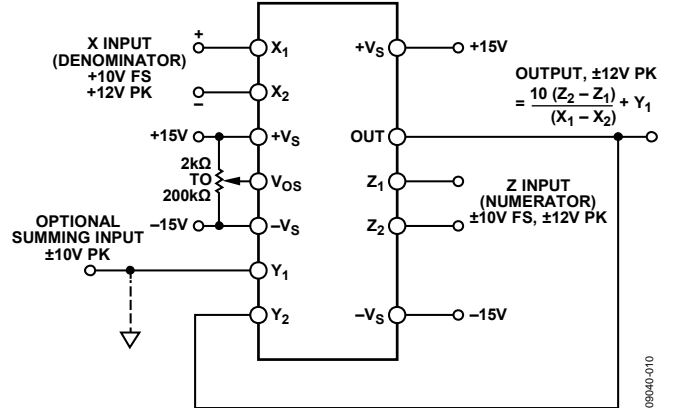 X INPUT
(DENOMINATOR)
+10V FS
+12V PK
+
–
X1
X2
+15V
+VS
2kΩ
TO
200kΩ
VOS
–15V
–VS
OPTIONAL
SUMMING INPUT
±10V PK
Y1
Y2
+VS
+15V
OUTPUT, ±12V PK
= 10 (Z2 – Z1) / (X1 – X2) + Y1
OUT
Z1
Z2
Z INPUT
(NUMERATOR)
±10V FS, ±12V PK
–VS
–15V
09040-010